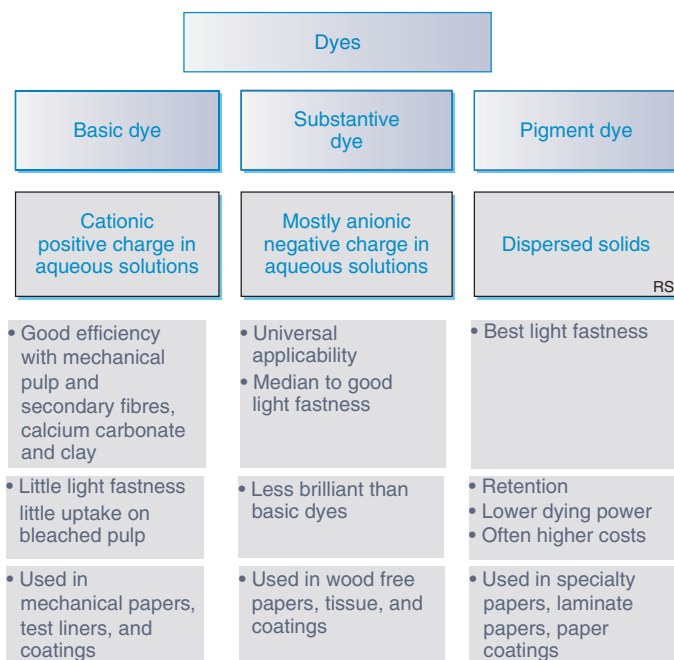 Dyes
Basic dye
Substantive
dye
Pigment dye
Cationic
positive charge in
aqueous solutions
Mostly anionic
negative charge in
aqueous solutions
Dispersed solids
RS
• Good efficiency
with mechanical
pulp and
secondary fibres,
calcium carbonate
and clay
• Universal
applicability
• Median to good
light fastness
• Best light fastness
• Little light fastness
little uptake on
bleached pulp
• Less brilliant than
basic dyes
• Retention
• Lower dying power
• Often higher costs
• Used in
mechanical papers,
test liners, and
coatings
• Used in wood free
papers, tissue, and
coatings
• Used in specialty
papers, laminate
papers, paper
coatings